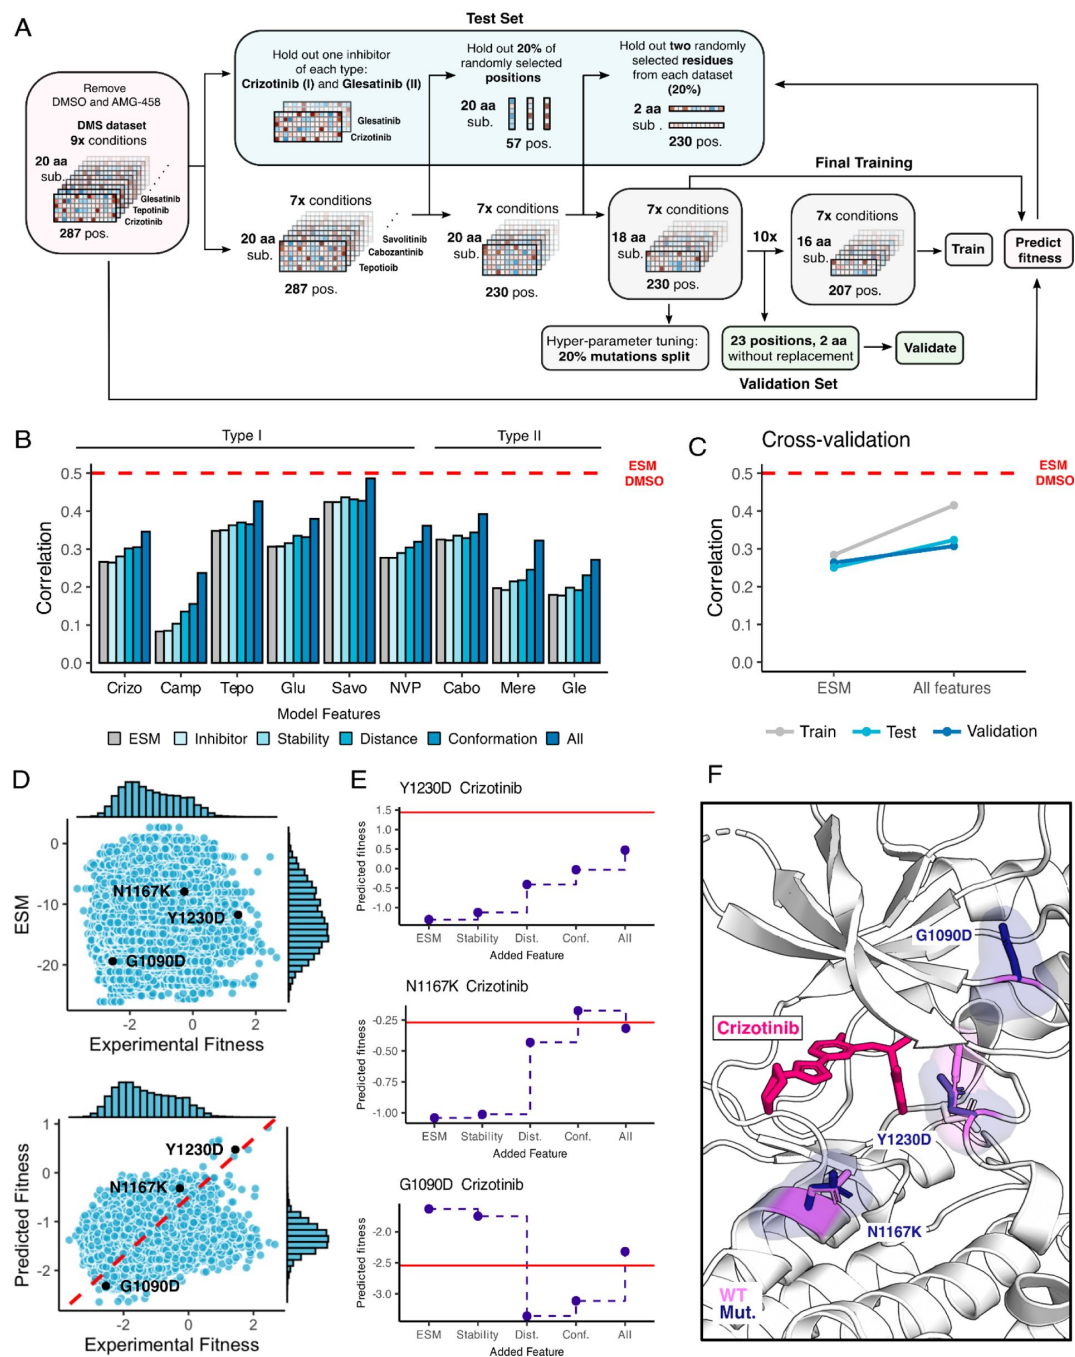 A
Test Set
Remove
DMSO and AMG-458
DMS dataset
9x conditions
20 aa
sub.
Glesatinib
Tepotinib
Crizotinib
287 pos.
Hold out one inhibitor
of each type:
Crizotinib (I) and Glesatinib (II)
Glesatinib
Crizotinib
Hold out 20% of
randomly selected
positions
20 aa
sub.
57 pos.
Hold out two randomly
selected residues
from each dataset
(20%)
2 aa
sub .
230 pos.
7x conditions
20 aa
sub.
Savolitinib
Cabozantinib
Tepotioib
287 pos.
7x conditions
20 aa
sub.
230 pos.
Final Training
7x conditions
18 aa
sub.
230 pos.
10x
7x conditions
16 aa
sub.
207 pos.
Train
Predict
fitness
Hyper-parameter tuning:
20% mutations split
23 positions, 2 aa
without replacement
Validate
Validation Set
B
Type I
Type II
ESM
DMSO
Correlation
0.5
0.4
0.3
0.2
0.1
0.0
Crizo
Camp
Tepo
Glu
Savo
NVP
Cabo
Mere
Gle
Model Features
ESM
Inhibitor
Stability
Distance
Conformation
All
C
Cross-validation
ESM
DMSO
Correlation
0.5
0.4
0.3
0.2
0.1
0.0
ESM
All features
Train
Test
Validation
D
ESM
0
-10
-20
N1167K
Y1230D
G1090D
-2
0
2
Experimental Fitness
Predicted Fitness
1
0
-1
-2
Y1230D
N1167K
G1090D
-2
0
2
Experimental Fitness
E
Y1230D Crizotinib
Predicted fitness
1.5
1.0
0.5
0.0
-0.5
-1.0
ESM
Stability
Dist.
Conf.
All
Added Feature
N1167K Crizotinib
Predicted fitness
-0.25
-0.50
-0.75
-1.00
ESM
Stability
Dist.
Conf.
All
Added Feature
G1090D Crizotinib
Predicted fitness
-2.0
-2.5
-3.0
ESM
Stability
Dist.
Conf.
All
Added Feature
F
G1090D
Crizotinib
Y1230D
N1167K
WT
Mut.